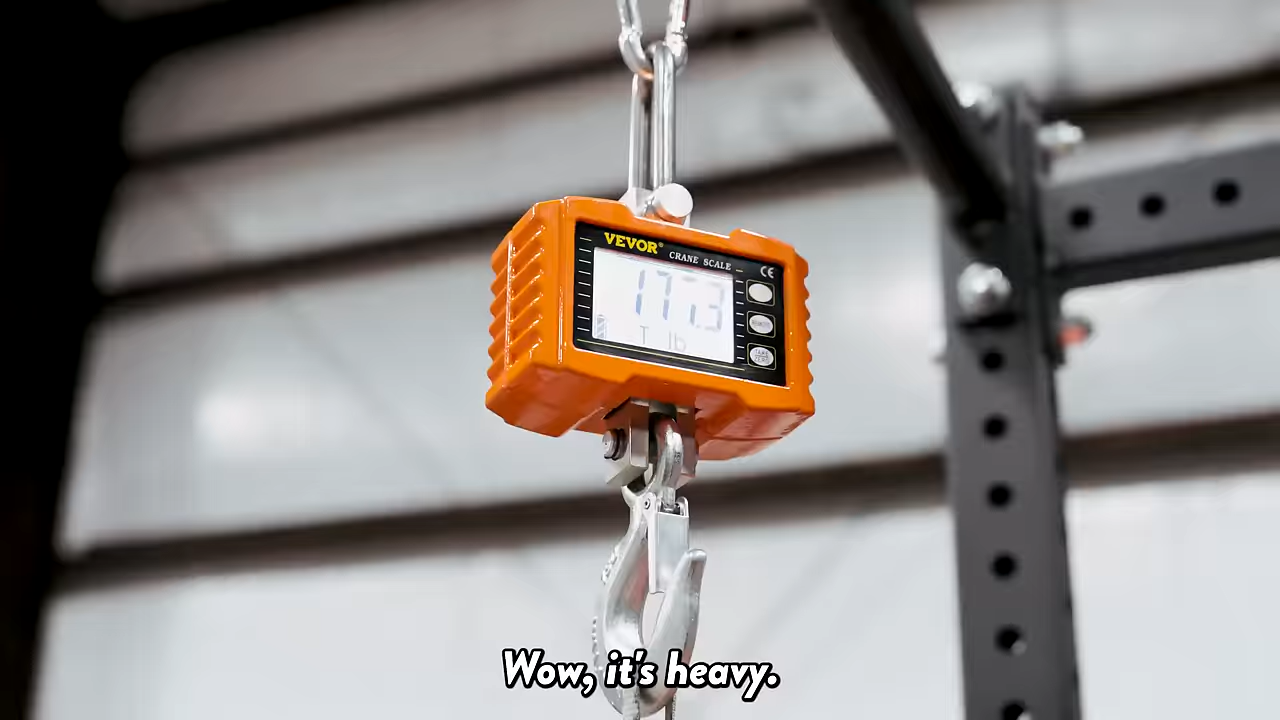 VEVOR®
CRANE SCALE
CE
177.3
T lb
Wow, it's heavy.